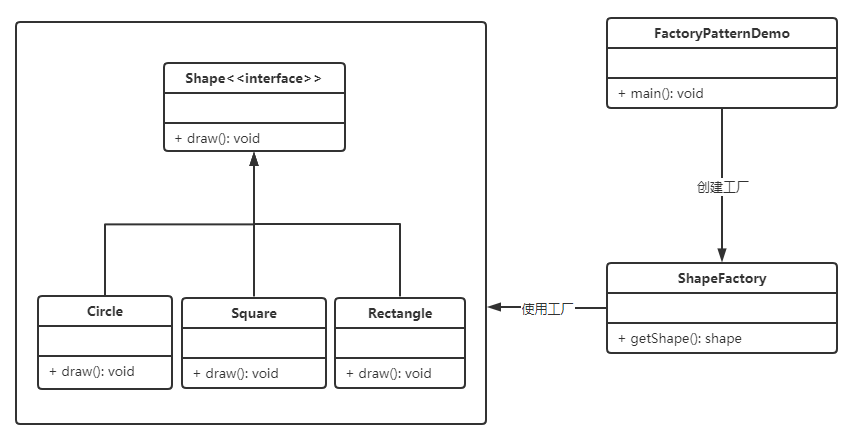 FactoryPatternDemo
+ main(): void
Shape<<interface>>
+ draw(): void
创建工厂
ShapeFactory
+ getShape(): shape
使用工厂
Circle
+ draw(): void
Square
+ draw(): void
Rectangle
+ draw(): void